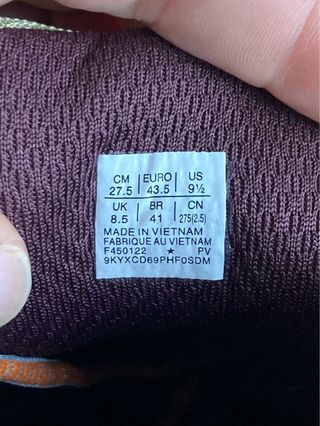 CM EURO US
27.5 43.5 9½
UK BR CN
8.5 41 275(2.5)
MADE IN VIETNAM
FABRIQUE AU VIETNAM
F450122 ★ PV
9KYXCD69PHF0SDM